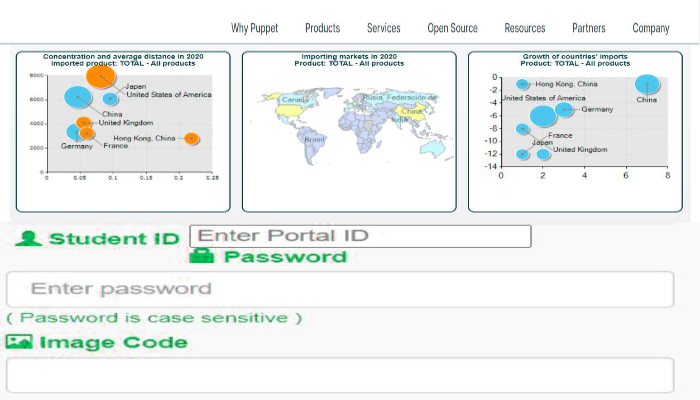 Why Puppet Products Services Open Source Resources Partners Company
Concentration and average distance in 2020
Imported product: TOTAL - All products
8000
6000
4000
2000
0
0 0.05 0.1 0.15 0.2 0.25
Japan
United States of America
China
United Kingdom
Hong Kong, China
Germany
France
Importing markets in 2020
Product: TOTAL - All products
Canadá
Rusia, Federación de
China
India
Brasil
Growth of countries' imports
Product: TOTAL - All products
0
-2
-4
-6
-8
-10
-12
-14
0 2 4 6 8
Hong Kong, China
China
United States of America
Germany
France
Japan
United Kingdom
Student ID Enter Portal ID
Password
Enter password
( Password is case sensitive )
Image Code